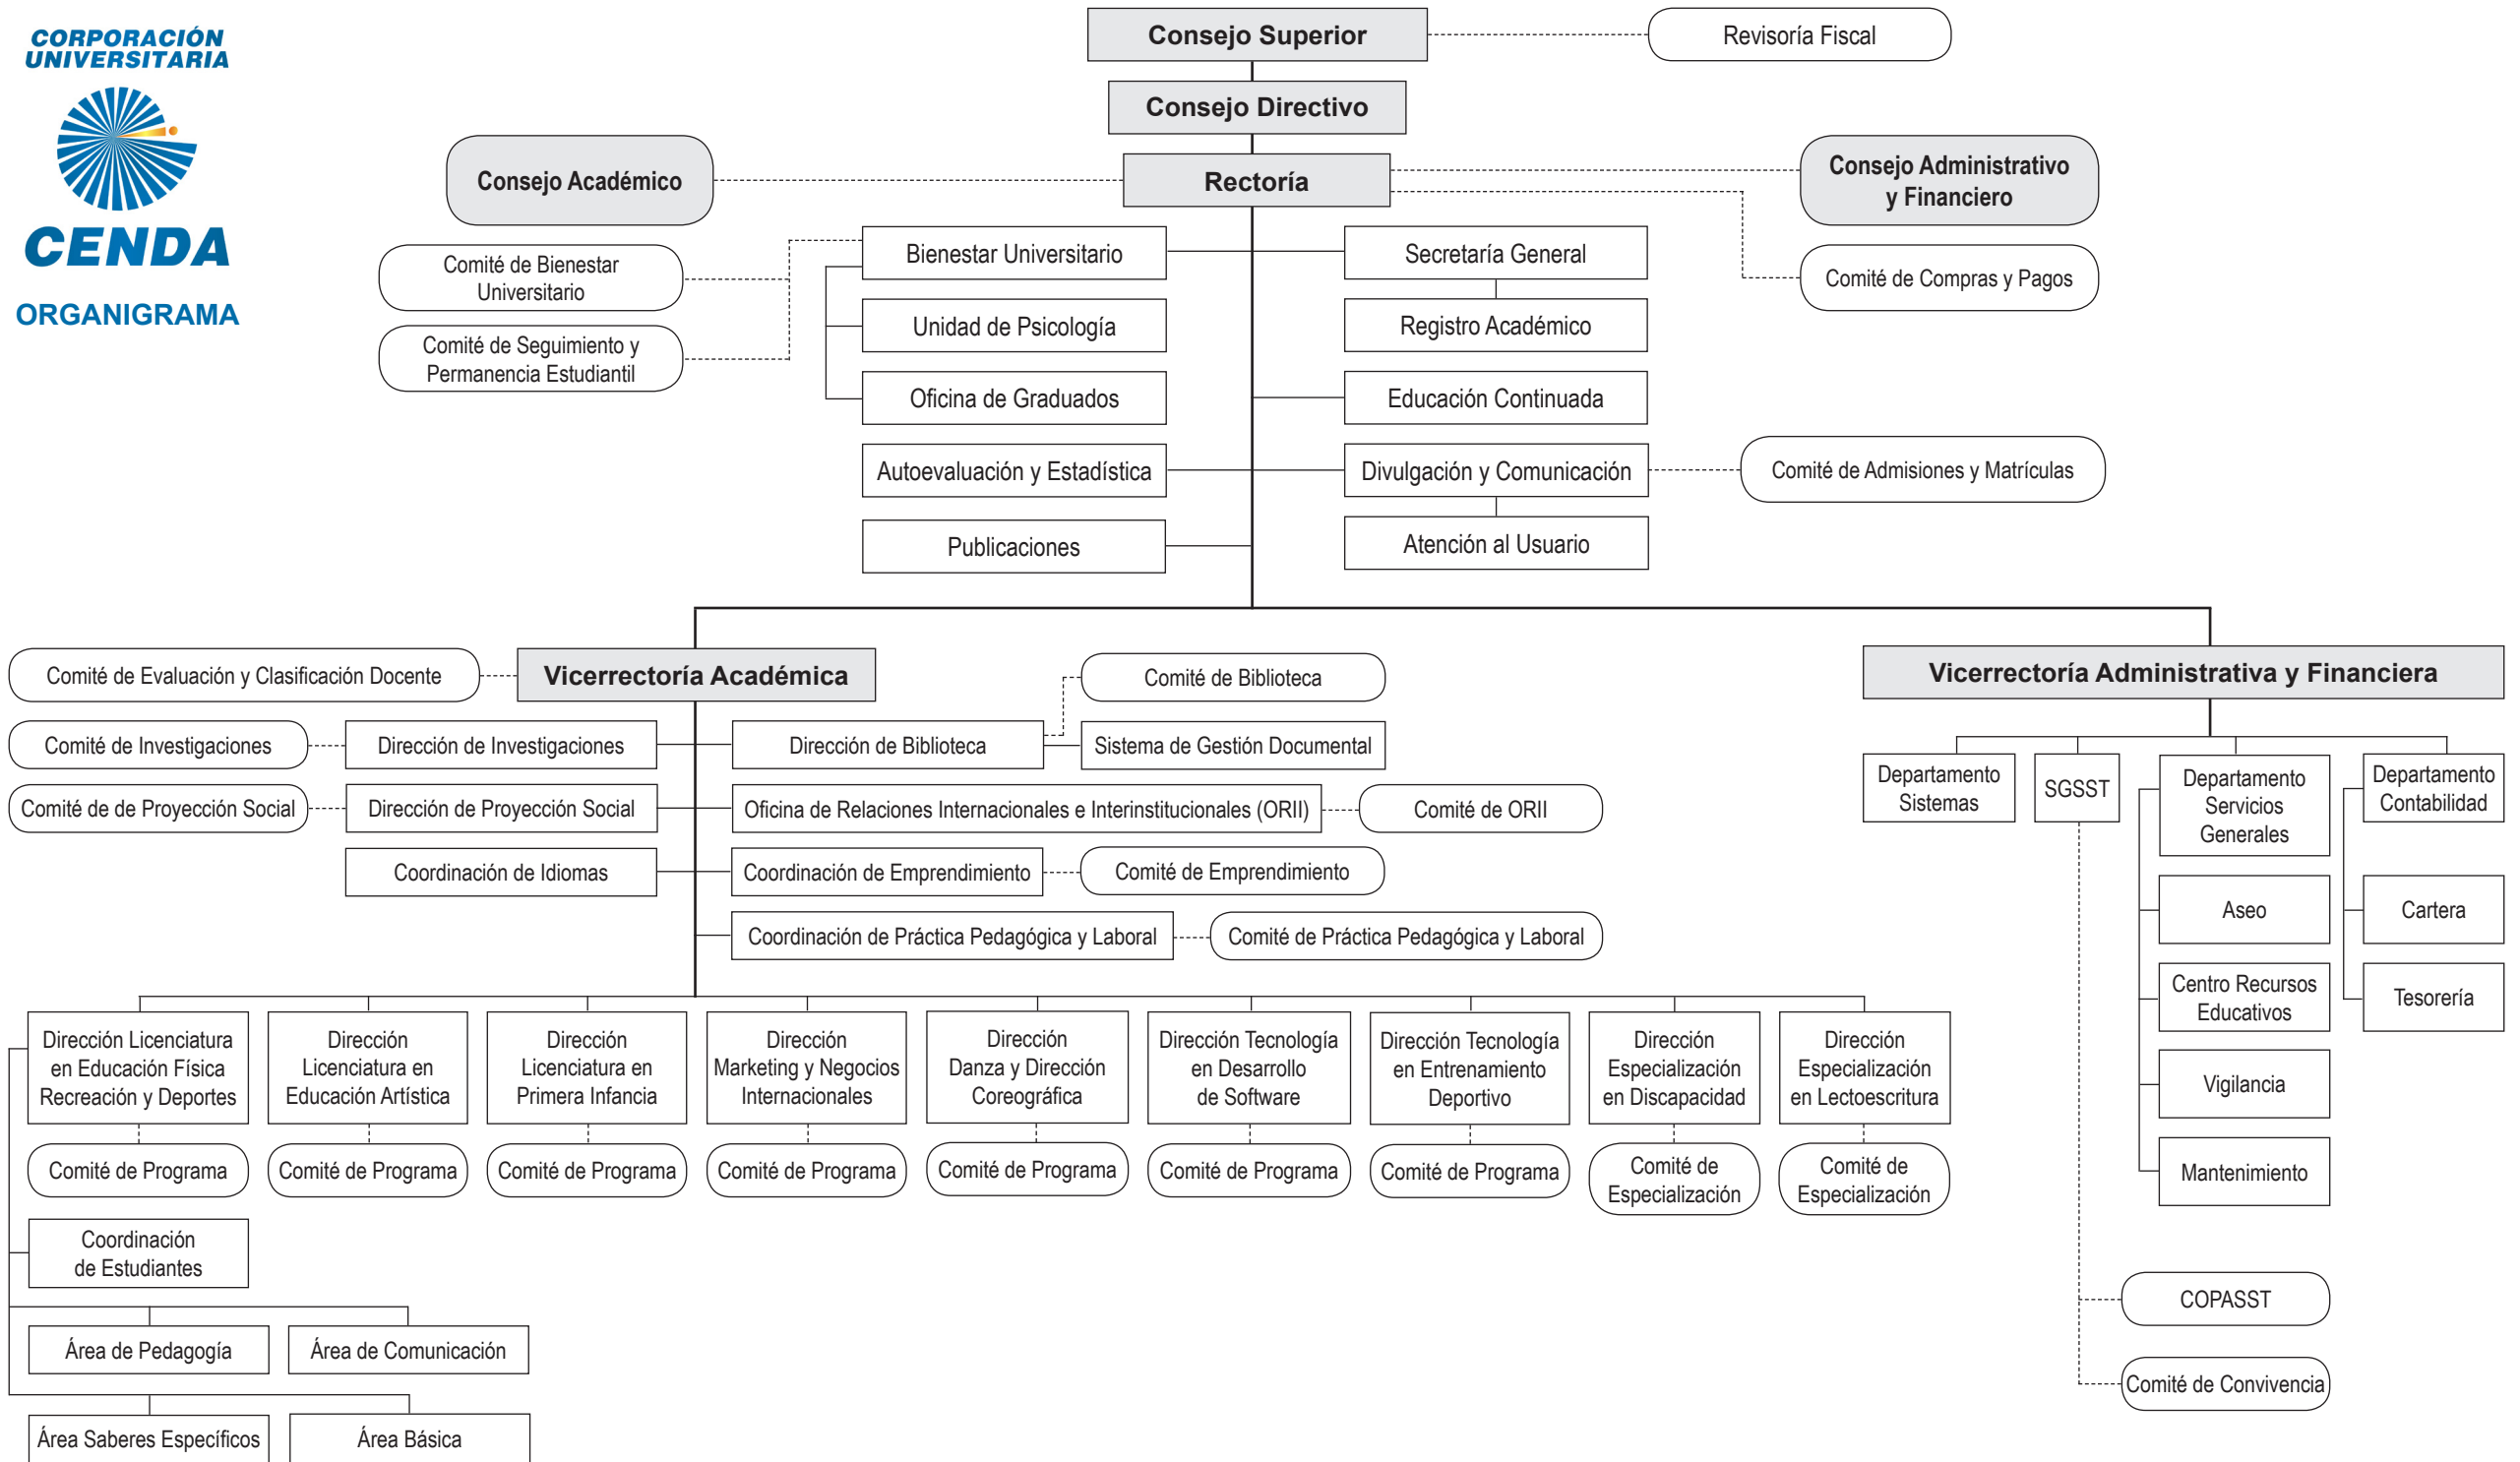 CORPORACIÓN
UNIVERSITARIA
CENDA
ORGANIGRAMA
Consejo Superior
Revisoría Fiscal
Consejo Directivo
Consejo Académico
Rectoría
Consejo Administrativo
y Financiero
Comité de Bienestar
Universitario
Bienestar Universitario
Secretaría General
Comité de Compras y Pagos
Comité de Seguimiento y
Permanencia Estudiantil
Unidad de Psicología
Registro Académico
Oficina de Graduados
Educación Continuada
Autoevaluación y Estadística
Divulgación y Comunicación
Comité de Admisiones y Matrículas
Publicaciones
Atención al Usuario
Comité de Evaluación y Clasificación Docente
Vicerrectoría Académica
Comité de Biblioteca
Vicerrectoría Administrativa y Financiera
Comité de Investigaciones
Dirección de Investigaciones
Dirección de Biblioteca
Sistema de Gestión Documental
Comité de de Proyección Social
Dirección de Proyección Social
Oficina de Relaciones Internacionales e Interinstitucionales (ORII)
Comité de ORII
Coordinación de Idiomas
Coordinación de Emprendimiento
Comité de Emprendimiento
Coordinación de Práctica Pedagógica y Laboral
Comité de Práctica Pedagógica y Laboral
Departamento
Sistemas
SGSST
Departamento
Servicios
Generales
Departamento
Contabilidad
Aseo
Cartera
Centro Recursos
Educativos
Tesorería
Vigilancia
Mantenimiento
COPASST
Comité de Convivencia
Dirección Licenciatura
en Educación Física
Recreación y Deportes
Dirección
Licenciatura en
Educación Artística
Dirección
Licenciatura en
Primera Infancia
Dirección
Marketing y Negocios
Internacionales
Dirección
Danza y Dirección
Coreográfica
Dirección Tecnología
en Desarrollo
de Software
Dirección Tecnología
en Entrenamiento
Deportivo
Dirección
Especialización
en Discapacidad
Dirección
Especialización
en Lectoescritura
Comité de Programa
Comité de Programa
Comité de Programa
Comité de Programa
Comité de Programa
Comité de Programa
Comité de Programa
Comité de
Especialización
Comité de
Especialización
Coordinación
de Estudiantes
Área de Pedagogía
Área de Comunicación
Área Saberes Específicos
Área Básica